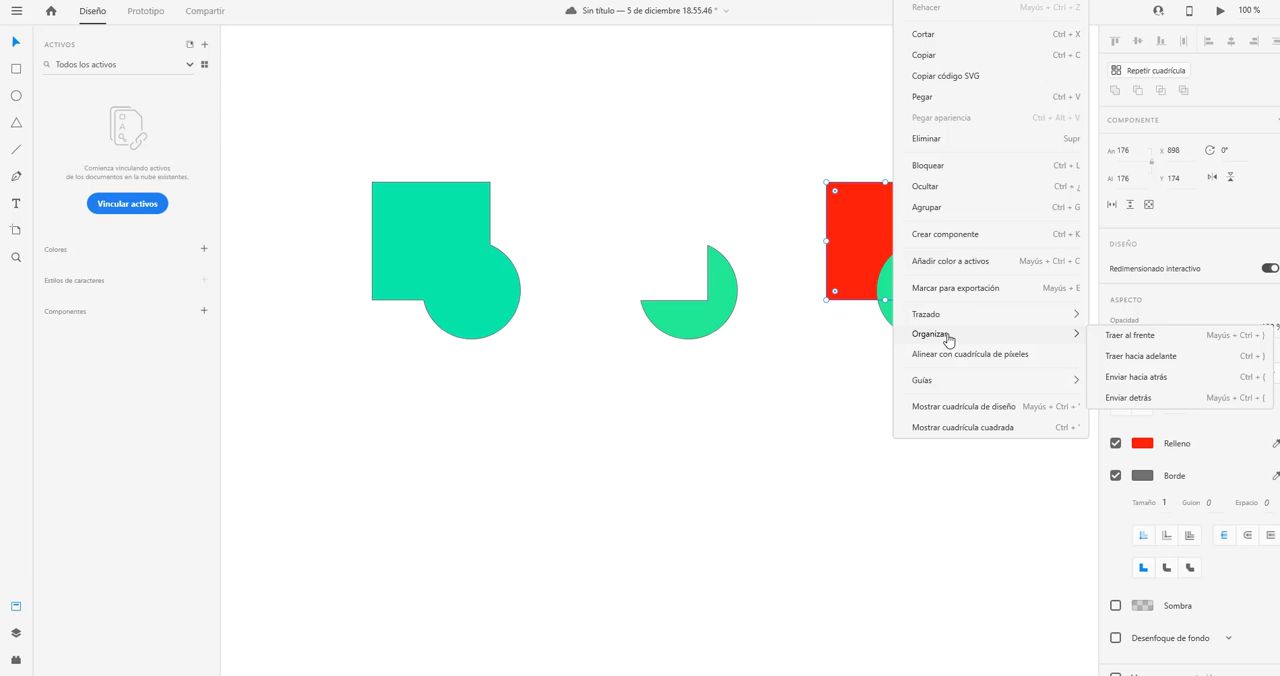 Diseño
Prototipo
Compartir
Sin título — 5 de diciembre 18.55.46 *
100 %
ACTIVOS
Todos los activos
Comienza vinculando activos
de los documentos en la nube existentes.
Vincular activos
Colores
Estilos de caracteres
Componentes
Rehacer Mayús + Ctrl + Z
Cortar Ctrl + X
Copiar Ctrl + C
Copiar código SVG
Pegar Ctrl + V
Pegar apariencia Ctrl + Alt + V
Eliminar Supr
Bloquear Ctrl + L
Ocultar Ctrl + ,
Agrupar Ctrl + G
Crear componente Ctrl + K
Añadir color a activos Mayús + Ctrl + C
Marcar para exportación Mayús + E
Trazado
Organizar
Alinear con cuadrícula de píxeles
Guías
Mostrar cuadrícula de diseño Mayús + Ctrl + '
Mostrar cuadrícula cuadrada Ctrl + '
Traer al frente Mayús + Ctrl + }
Traer hacia adelante Ctrl + }
Enviar hacia atrás Ctrl + {
Enviar detrás Mayús + Ctrl + {
Repetir cuadrícula
COMPONENTE
An 176 X 898 0°
Al 176 Y 174
DISEÑO
Redimensionado interactivo
ASPECTO
Opacidad
Relleno
Borde
Tamaño 1 Guion 0 Espacio 0
Sombra
Desenfoque de fondo